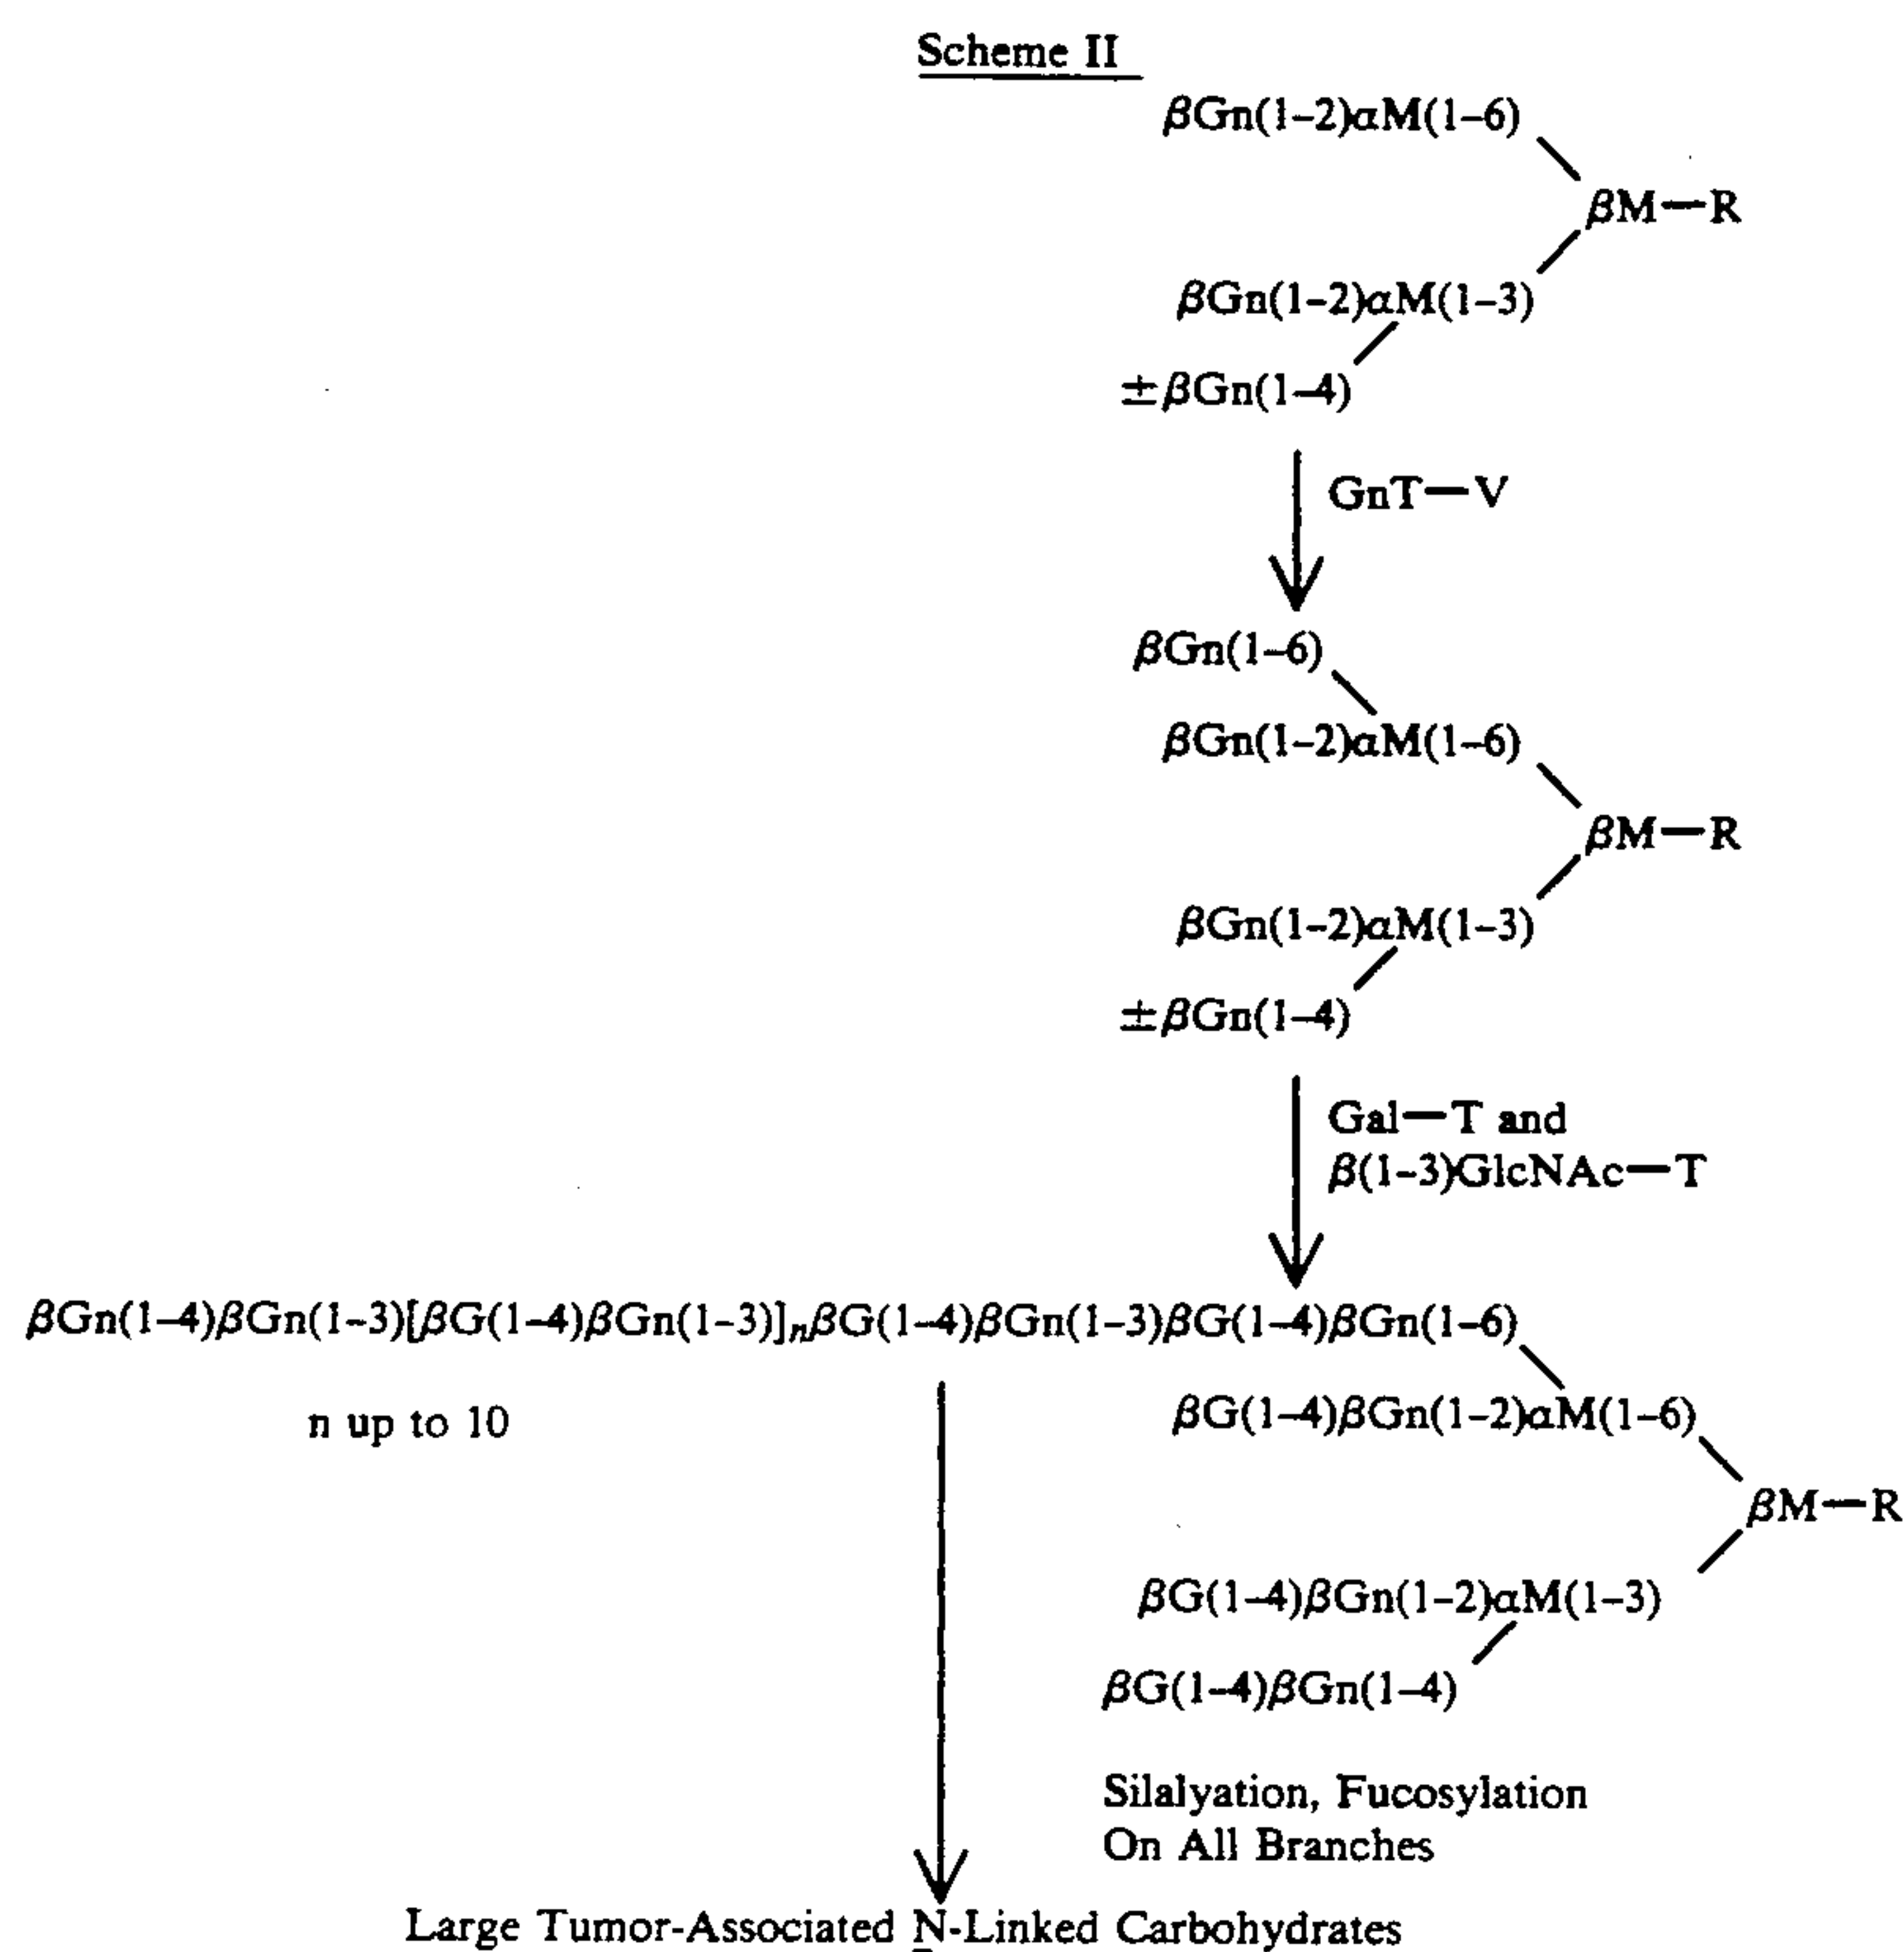 Scheme II
βGn(1-2)αM(1-6)
βM—R
βGn(1-2)αM(1-3)
±βGn(1-4)
GnT—V
βGn(1-6)
βGn(1-2)αM(1-6)
βM—R
βGn(1-2)αM(1-3)
±βGn(1-4)
Gal—T and
β(1-3)GlcNAc—T
βGn(1-4)βGn(1-3)[βG(1-4)βGn(1-3)]nβG(1-4)βGn(1-3)βG(1-4)βGn(1-6)
n up to 10
βG(1-4)βGn(1-2)αM(1-6)
βM—R
βG(1-4)βGn(1-2)αM(1-3)
βG(1-4)βGn(1-4)
Silalyation, Fucosylation
On All Branches
Large Tumor-Associated N-Linked Carbohydrates